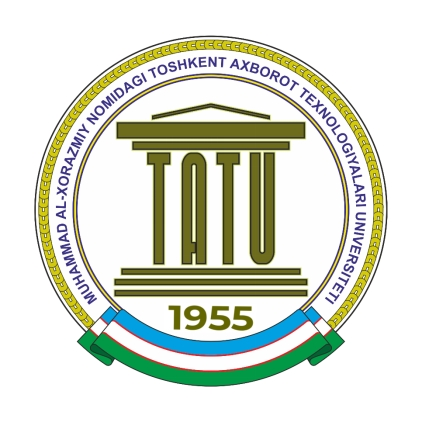 MUHAMMAD AL-XORAZMIY NOMIDAGI TOSHKENT AXBOROT TEXNOLOGIYALARI UNIVERSITETI
TATU
1955